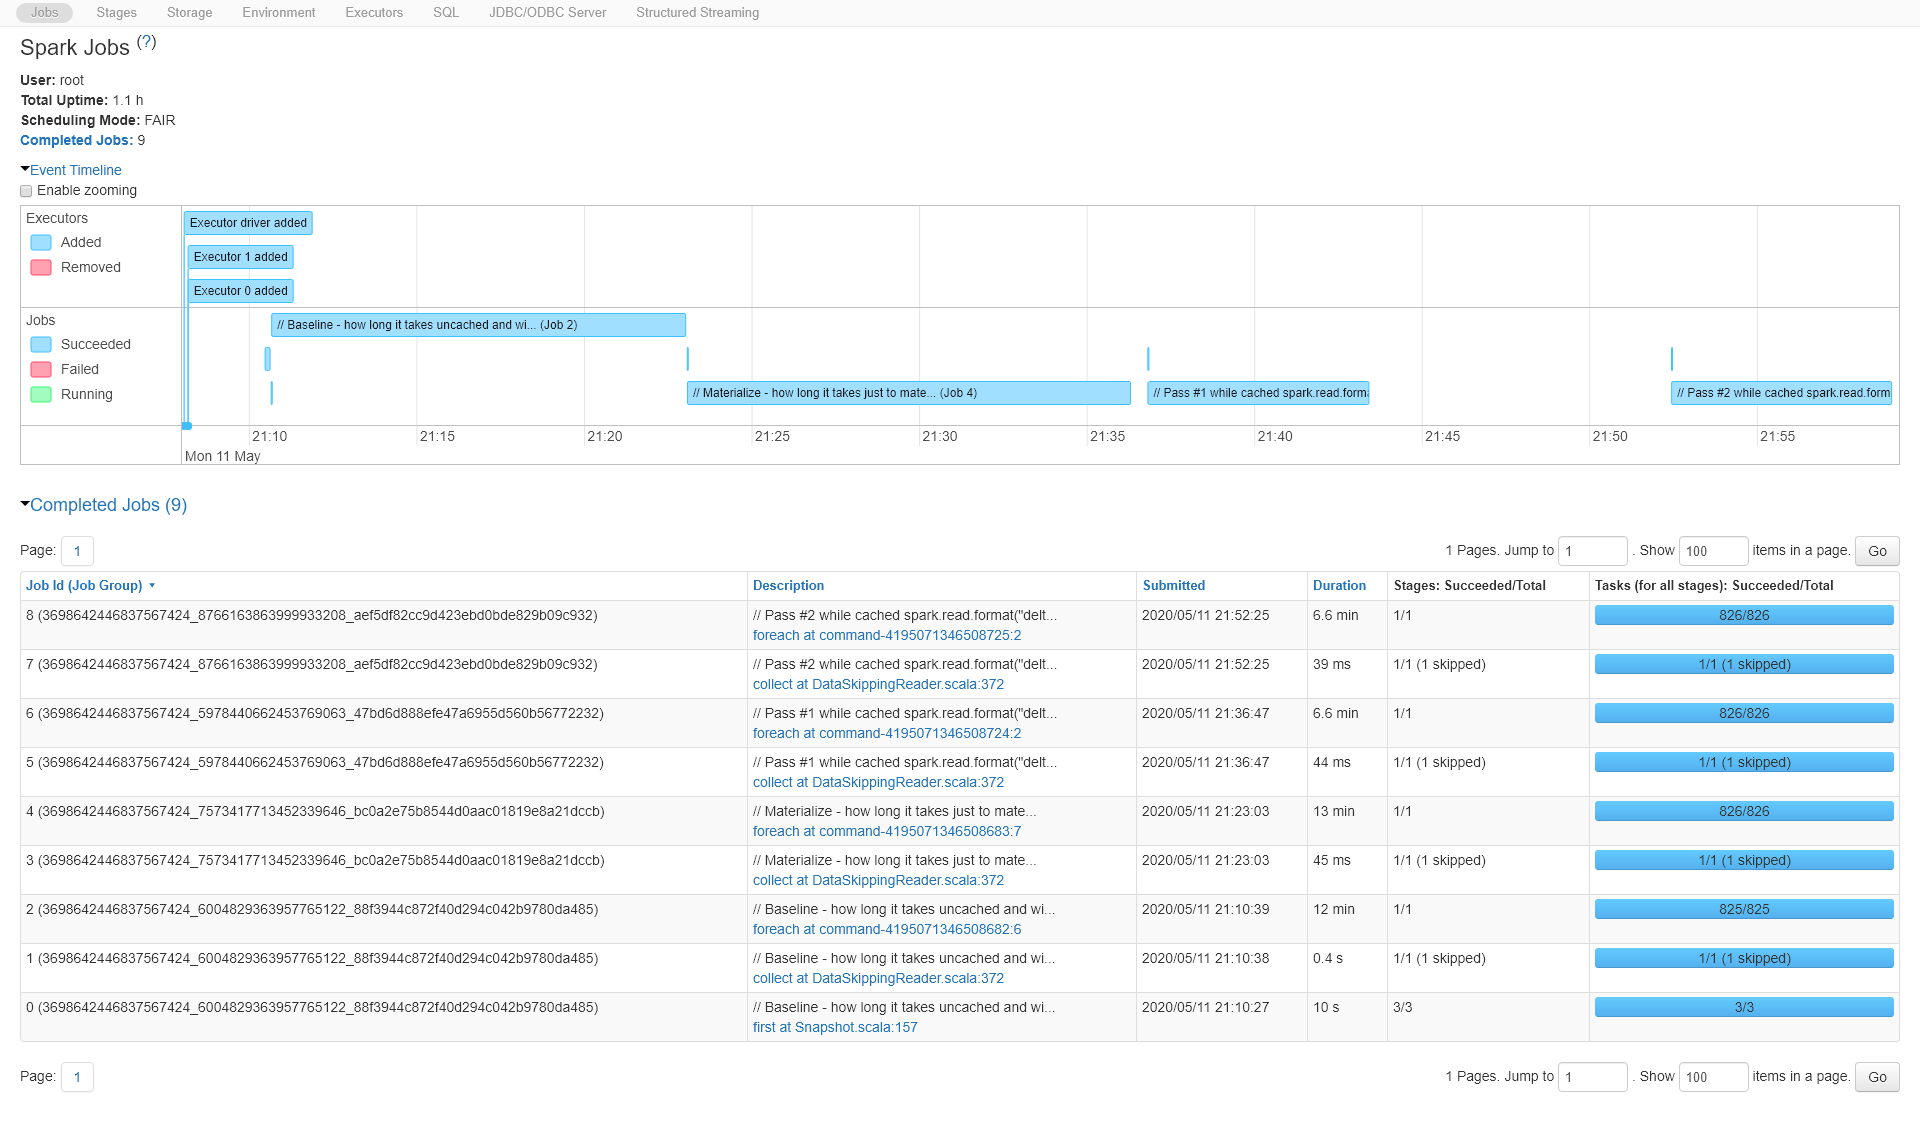 Jobs Stages Storage Environment Executors SQL JDBC/ODBC Server Structured Streaming
Spark Jobs (?)
User: root
Total Uptime: 1.1 h
Scheduling Mode: FAIR
Completed Jobs: 9
Event Timeline
Enable zooming
Executors
Added
Removed
Executor driver added
Executor 1 added
Executor 0 added
Jobs
Succeeded
Failed
Running
// Baseline - how long it takes uncached and wi... (Job 2)
// Materialize - how long it takes just to mate... (Job 4)
// Pass #1 while cached spark.read.forma
// Pass #2 while cached spark.read.form
21:10 21:15 21:20 21:25 21:30 21:35 21:40 21:45 21:50 21:55
Mon 11 May
Completed Jobs (9)
Page: 1 1 Pages. Jump to 1 . Show 100 items in a page. Go
Job Id (Job Group) Description Submitted Duration Stages: Succeeded/Total Tasks (for all stages): Succeeded/Total
8 (3698642446837567424_8766163863999933208_aef5df82cc9d423ebd0bde829b09c932) // Pass #2 while cached spark.read.format("delt... 2020/05/11 21:52:25 6.6 min 1/1 826/826
foreach at command-4195071346508725:2
7 (3698642446837567424_8766163863999933208_aef5df82cc9d423ebd0bde829b09c932) // Pass #2 while cached spark.read.format("delt... 2020/05/11 21:52:25 39 ms 1/1 (1 skipped) 1/1 (1 skipped)
collect at DataSkippingReader.scala:372
6 (3698642446837567424_5978440662453769063_47bd6d888efe47a6955d560b56772232) // Pass #1 while cached spark.read.format("delt... 2020/05/11 21:36:47 6.6 min 1/1 826/826
foreach at command-4195071346508724:2
5 (3698642446837567424_5978440662453769063_47bd6d888efe47a6955d560b56772232) // Pass #1 while cached spark.read.format("delt... 2020/05/11 21:36:47 44 ms 1/1 (1 skipped) 1/1 (1 skipped)
collect at DataSkippingReader.scala:372
4 (3698642446837567424_7573417713452339646_bc0a2e75b8544d0aac01819e8a21dccb) // Materialize - how long it takes just to mate... 2020/05/11 21:23:03 13 min 1/1 826/826
foreach at command-4195071346508683:7
3 (3698642446837567424_7573417713452339646_bc0a2e75b8544d0aac01819e8a21dccb) // Materialize - how long it takes just to mate... 2020/05/11 21:23:03 45 ms 1/1 (1 skipped) 1/1 (1 skipped)
collect at DataSkippingReader.scala:372
2 (3698642446837567424_6004829363957765122_88f3944c872f40d294c042b9780da485) // Baseline - how long it takes uncached and wi... 2020/05/11 21:10:39 12 min 1/1 825/825
foreach at command-4195071346508682:6
1 (3698642446837567424_6004829363957765122_88f3944c872f40d294c042b9780da485) // Baseline - how long it takes uncached and wi... 2020/05/11 21:10:38 0.4 s 1/1 (1 skipped) 1/1 (1 skipped)
collect at DataSkippingReader.scala:372
0 (3698642446837567424_6004829363957765122_88f3944c872f40d294c042b9780da485) // Baseline - how long it takes uncached and wi... 2020/05/11 21:10:27 10 s 3/3 3/3
first at Snapshot.scala:157
Page: 1 1 Pages. Jump to 1 . Show 100 items in a page. Go